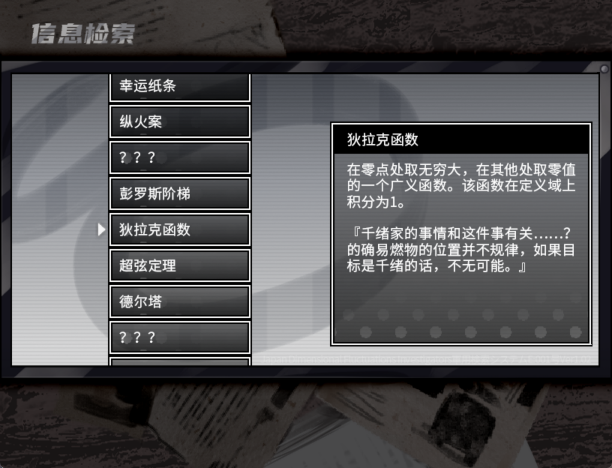 信息检索
幸运纸条
纵火案
？？？
彭罗斯阶梯
狄拉克函数
超弦定理
德尔塔
？？？
狄拉克函数
在零点处取无穷大，在其他处取零值
的一个广义函数。该函数在定义域上
积分为1。
『千绪家的事情和这件事有关……？
的确易燃物的位置并不规律，如果目
标是千绪的话，不无可能。』